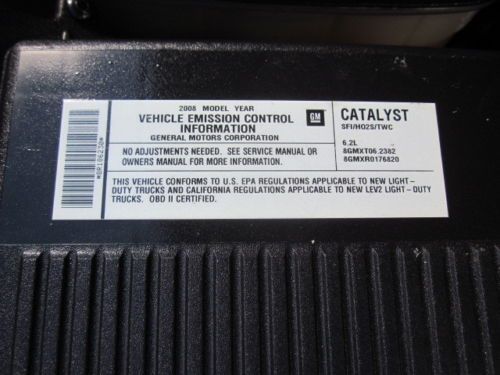 2008 MODEL YEAR
VEHICLE EMISSION CONTROL
INFORMATION
GENERAL MOTORS CORPORATION
GM
CATALYST
SFI/HO2S/TWC
NO ADJUSTMENTS NEEDED. SEE SERVICE MANUAL OR
OWNERS MANUAL FOR MORE INFORMATION.
6.2L
8GMXT06.2382
8GMXR0176820
THIS VEHICLE CONFORMS TO U.S. EPA REGULATIONS APPLICABLE TO NEW LIGHT-
DUTY TRUCKS AND CALIFORNIA REGULATIONS APPLICABLE TO NEW LEV2 LIGHT-DUTY
TRUCKS. OBD II CERTIFIED.